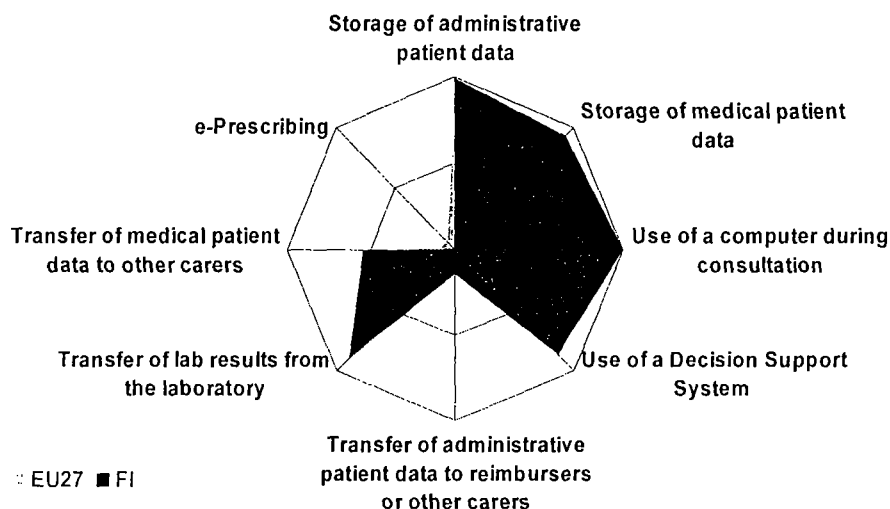 Storage of administrative
patient data
Storage of medical patient
data
e-Prescribing
Transfer of medical patient
data to other carers
Use of a computer during
consultation
Transfer of lab results from
the laboratory
Use of a Decision Support
System
Transfer of administrative
patient data to reimbursers
or other carers
EU27 FI